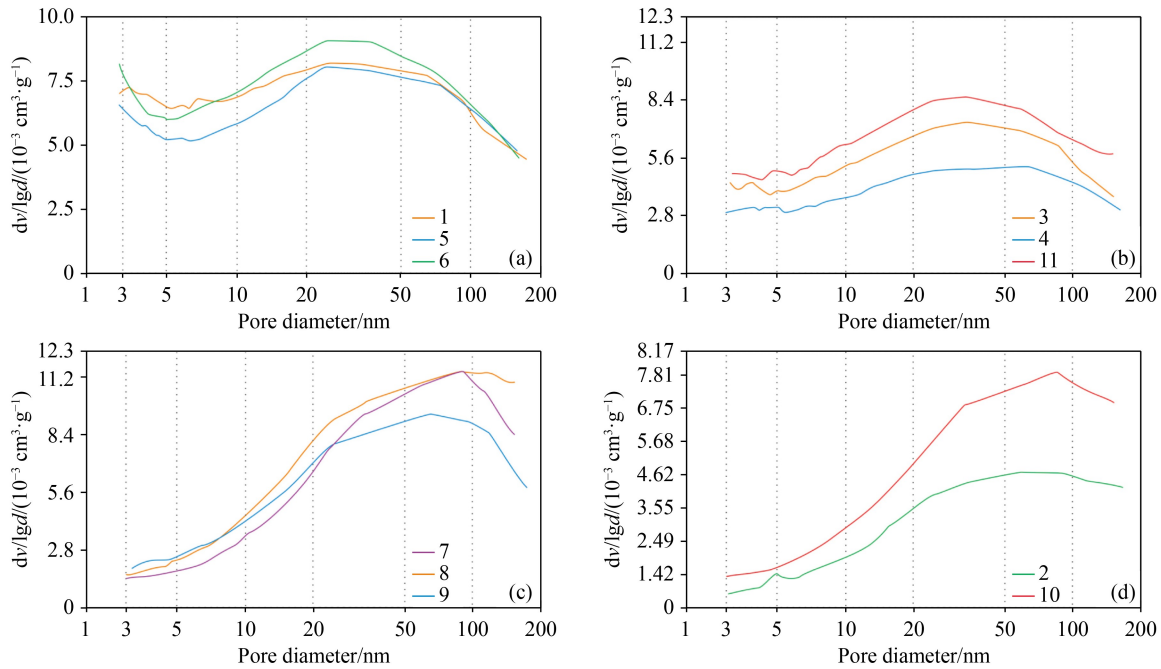 10.0
7.5
5.0
2.5
0
dv/lgd/(10⁻³ cm³·g⁻¹)
1
5
6
(a)
1 3 5 10 20 50 100 200
Pore diameter/nm
12.3
11.2
8.4
5.6
2.8
0
dv/lgd/(10⁻³ cm³·g⁻¹)
3
4
11
(b)
1 3 5 10 20 50 100 200
Pore diameter/nm
12.3
11.2
8.4
5.6
2.8
0
dv/lgd/(10⁻³ cm³·g⁻¹)
7
8
9
(c)
1 3 5 10 20 50 100 200
Pore diameter/nm
8.17
7.81
6.75
5.68
4.62
3.55
2.49
1.42
0
dv/lgd/(10⁻³ cm³·g⁻¹)
2
10
(d)
1 3 5 10 20 50 100 200
Pore diameter/nm